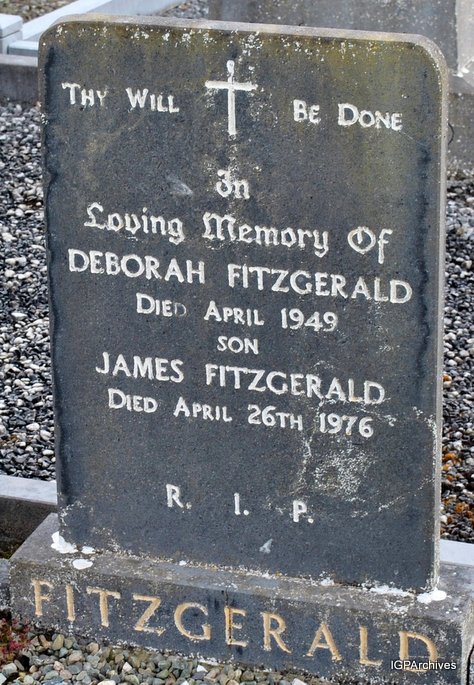 THY WILL BE DONE
In
Loving Memory Of
DEBORAH FITZGERALD
DIED APRIL 1949
SON
JAMES FITZGERALD
DIED APRIL 26TH 1976
R. I. P.
FITZGERALD
IGPArchives